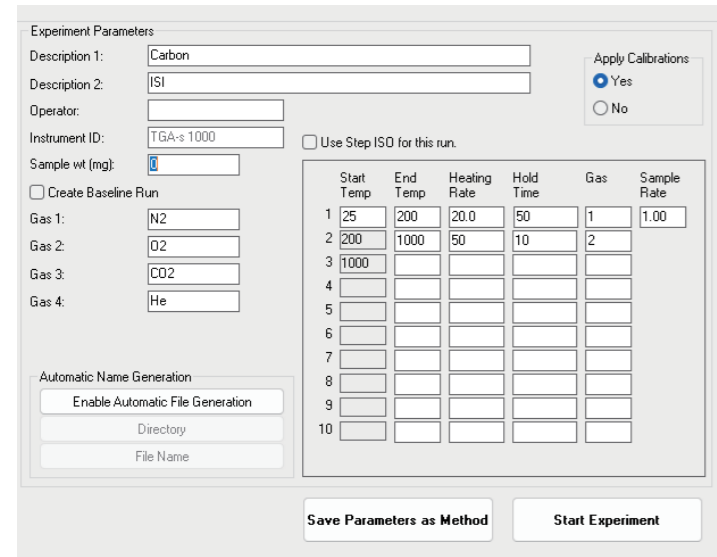 Experiment Parameters
Description 1: Carbon
Description 2: ISI
Operator:
Instrument ID: TGA-s 1000
Sample wt (mg): 0
Create Baseline Run
Gas 1: N2
Gas 2: O2
Gas 3: CO2
Gas 4: He
Automatic Name Generation
Enable Automatic File Generation
Directory
File Name
Apply Calibrations
Yes
No
Use Step ISO for this run.
Start Temp End Temp Heating Rate Hold Time Gas Sample Rate
1 25 200 20.0 50 1 1.00
2 200 1000 50 10 2
3 1000
4
5
6
7
8
9
10
Save Parameters as Method
Start Experiment